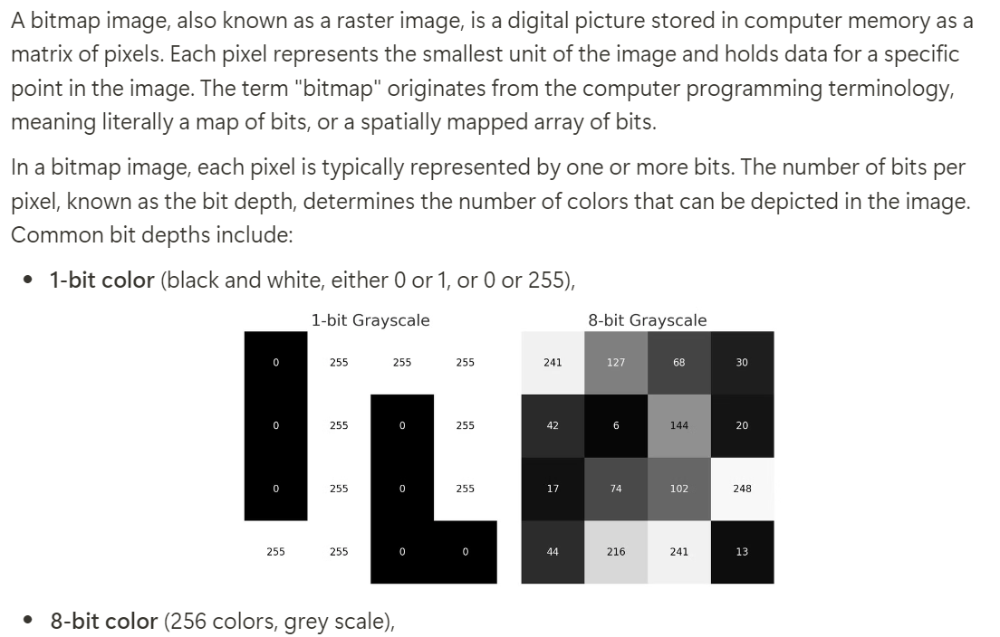 A bitmap image, also known as a raster image, is a digital picture stored in computer memory as a
matrix of pixels. Each pixel represents the smallest unit of the image and holds data for a specific
point in the image. The term "bitmap" originates from the computer programming terminology,
meaning literally a map of bits, or a spatially mapped array of bits.
In a bitmap image, each pixel is typically represented by one or more bits. The number of bits per
pixel, known as the bit depth, determines the number of colors that can be depicted in the image.
Common bit depths include:
• 1-bit color (black and white, either 0 or 1, or 0 or 255),
1-bit Grayscale
0 255 255 255
0 255 0 255
0 255 0 255
255 255 0 0
8-bit Grayscale
241 127 68 30
42 6 144 20
17 74 102 248
44 216 241 13
• 8-bit color (256 colors, grey scale),